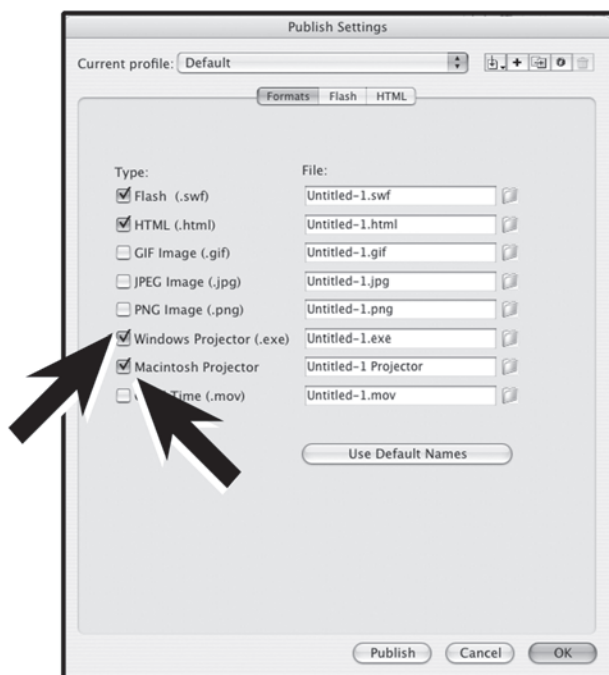 Publish Settings
Current profile: Default
Formats Flash HTML
Type: File:
Flash (.swf) Untitled-1.swf
HTML (.html) Untitled-1.html
GIF Image (.gif) Untitled-1.gif
JPEG Image (.jpg) Untitled-1.jpg
PNG Image (.png) Untitled-1.png
Windows Projector (.exe) Untitled-1.exe
Macintosh Projector Untitled-1 Projector
Time (.mov) Untitled-1.mov
Use Default Names
Publish Cancel OK